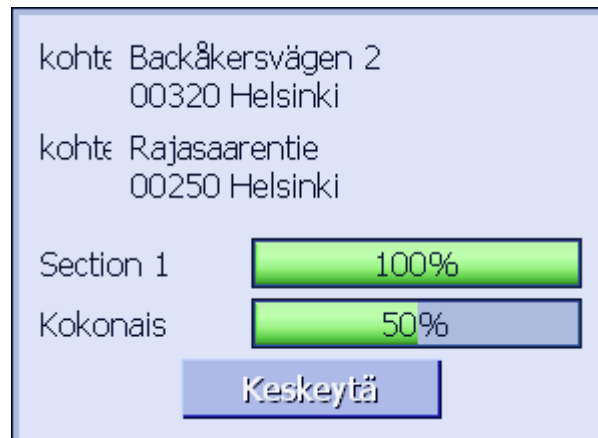 kohte Backåkersvägen 2
00320 Helsinki
kohte Rajasaarentie
00250 Helsinki
Section 1 100%
Kokonais 50%
Keskeytä